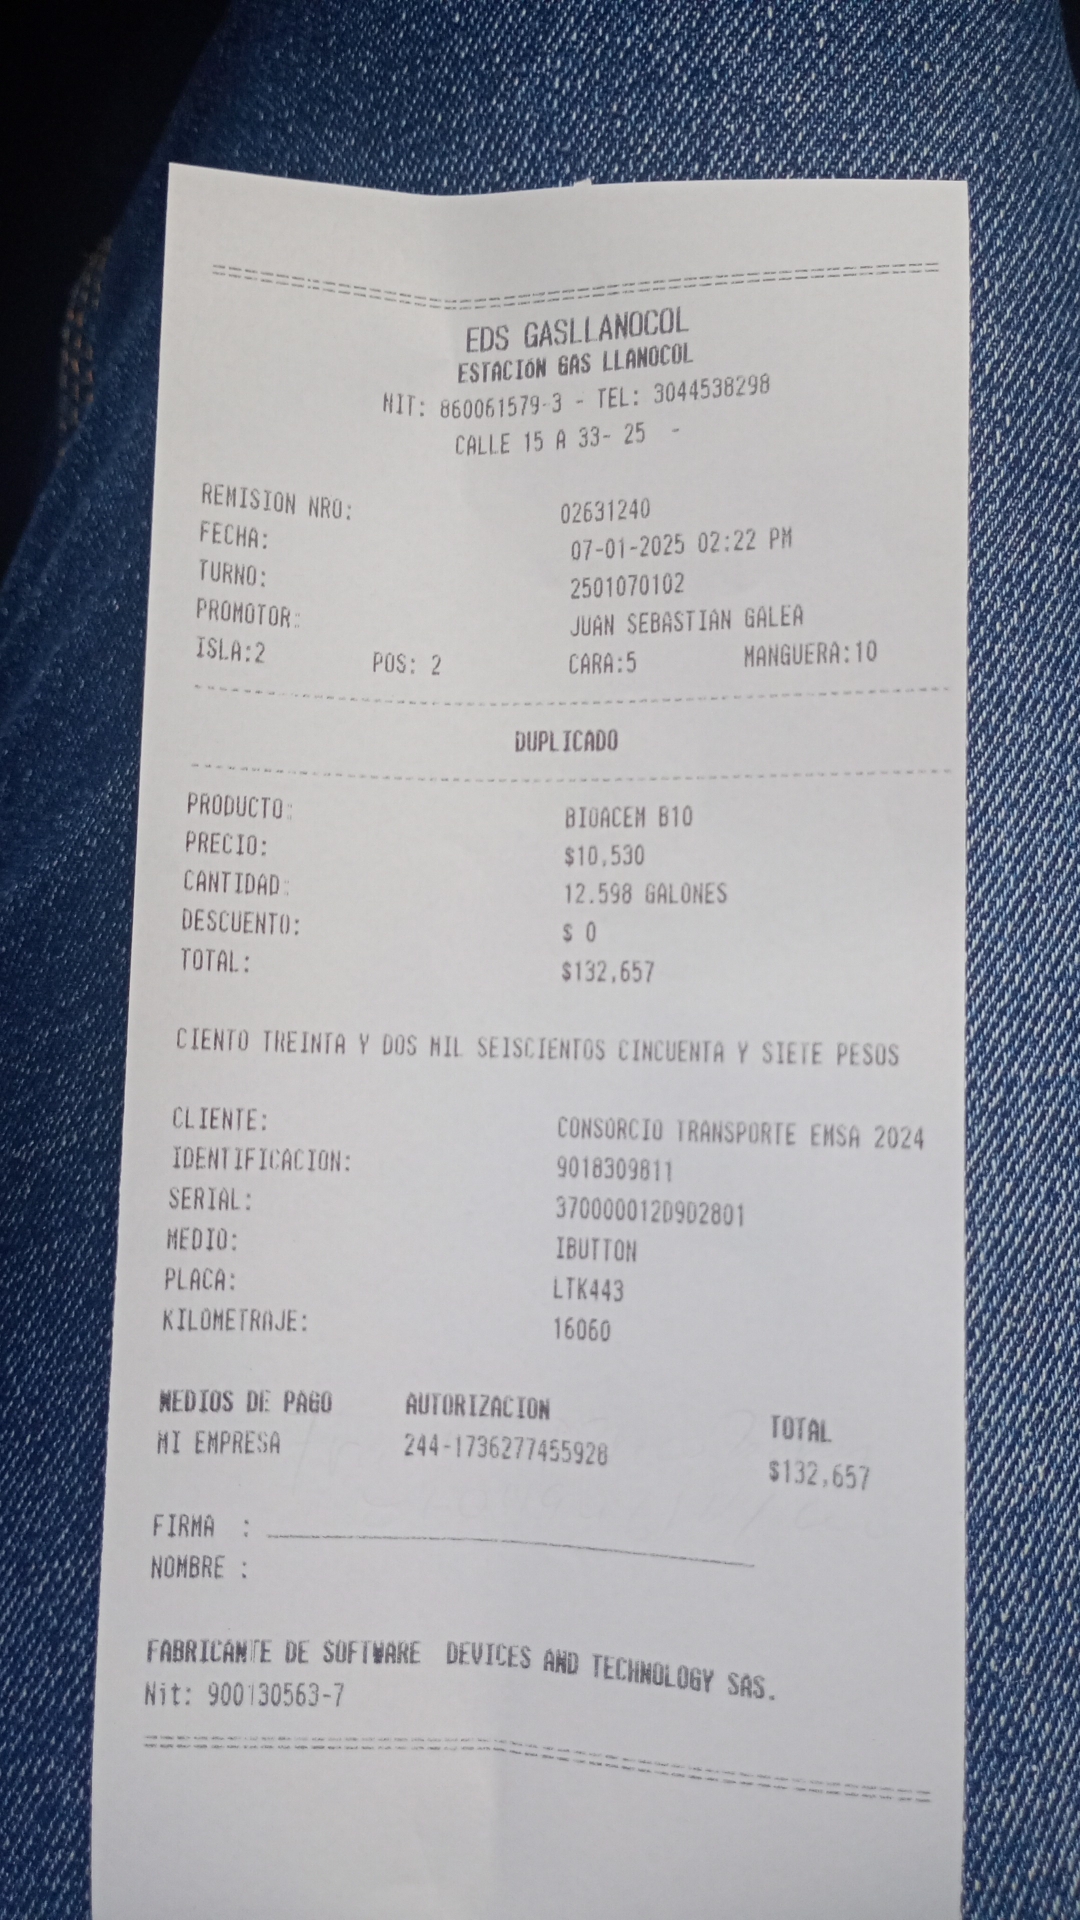 EDS GASLLANOCOL
ESTACIÓN GAS LLANOCOL
NIT: 860061579-3 - TEL: 3044538298
CALLE 15 A 33- 25 -
REMISION NRO: 02631240
FECHA: 07-01-2025 02:22 PM
TURNO: 2501070102
PROMOTOR: JUAN SEBASTIAN GALEA
ISLA:2 POS: 2 CARA:5 MANGUERA:10
DUPLICADO
PRODUCTO: BIOACEM B10
PRECIO: $10,530
CANTIDAD: 12.598 GALONES
DESCUENTO: $ 0
TOTAL: $132,657
CIENTO TREINTA Y DOS MIL SEISCIENTOS CINCUENTA Y SIETE PESOS
CLIENTE: CONSORCIO TRANSPORTE EMSA 2024
IDENTIFICACION: 9018309811
SERIAL: 370000012D9D2801
MEDIO: IBUTTON
PLACA: LTK443
KILOMETRAJE: 16060
MEDIOS DE PAGO AUTORIZACION TOTAL
MI EMPRESA 244-1736277455928 $132,657
FIRMA :
NOMBRE :
FABRICANTE DE SOFTWARE DEVICES AND TECHNOLOGY SAS.
Nit: 900130563-7